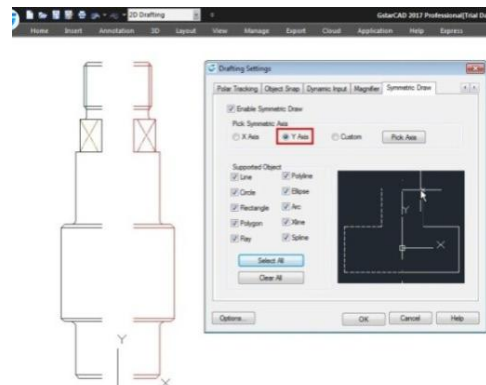 2D Drafting
GstarCAD 2017 Professional[Trial Da
Home Insert Annotation 3D Layout View Manage Export Cloud Application Help Express
Drafting Settings
Polar Tracking Object Snap Dynamic Input Magnifier Symmetric Draw
Enable Symmetric Draw
Pick Symmetric Axis
X Axis Y Axis Custom Pick Axis
Supported Object
Line Polyline
Circle Ellipse
Rectangle Arc
Polygon Xline
Ray Spline
Select All
Clear All
Y
X
Options... OK Cancel Help
Y
X